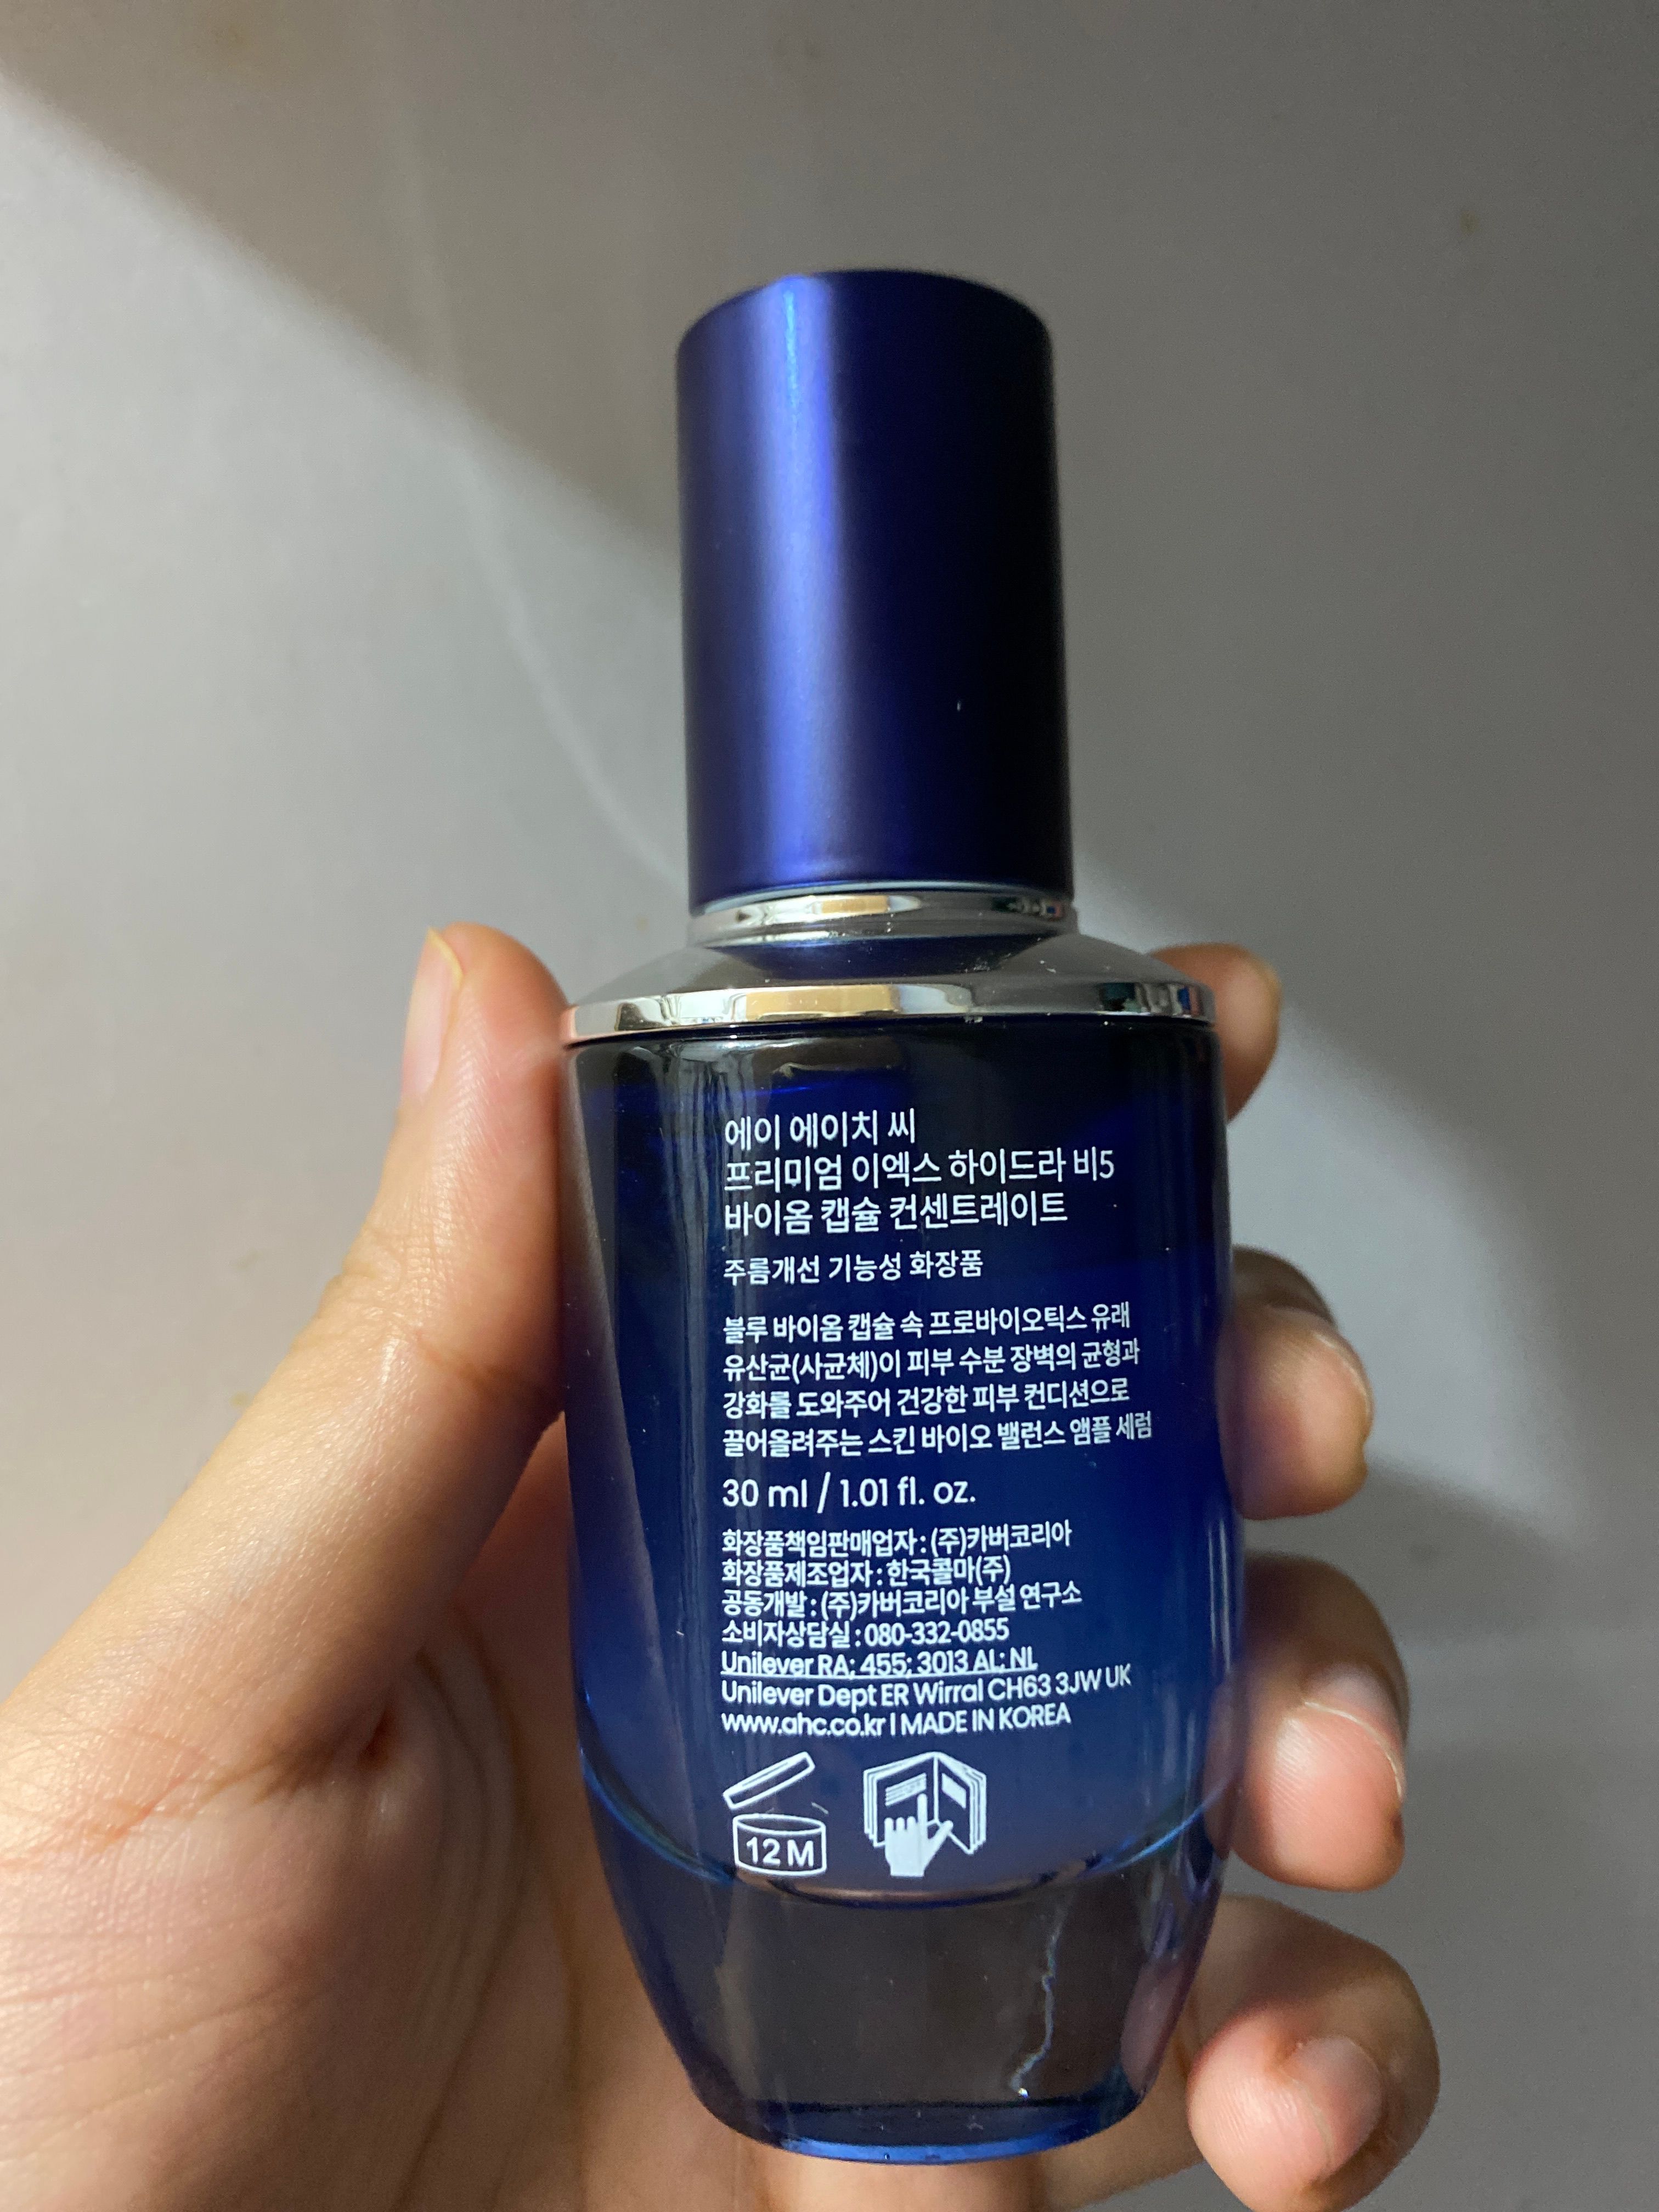 에이 에이치 씨
프리미엄 이엑스 하이드라 비5
바이옴 캡슐 컨센트레이트
주름개선 기능성 화장품
블루 바이옴 캡슐 속 프로바이오틱스 유래
유산균(사균체)이 피부 수분 장벽의 균형과
강화를 도와주어 건강한 피부 컨디션으로
끌어올려주는 스킨 바이오 밸런스 앰플 세럼
30 ml / 1.01 fl. oz.
화장품책임판매업자 : (주)카버코리아
화장품제조업자 : 한국콜마(주)
공동개발 : (주)카버코리아 부설 연구소
소비자상담실 : 080-332-0855
Unilever RA; 455; 3013 AL; NL
Unilever Dept ER Wirral CH63 3JW UK
www.ahc.co.kr | MADE IN KOREA
12 M